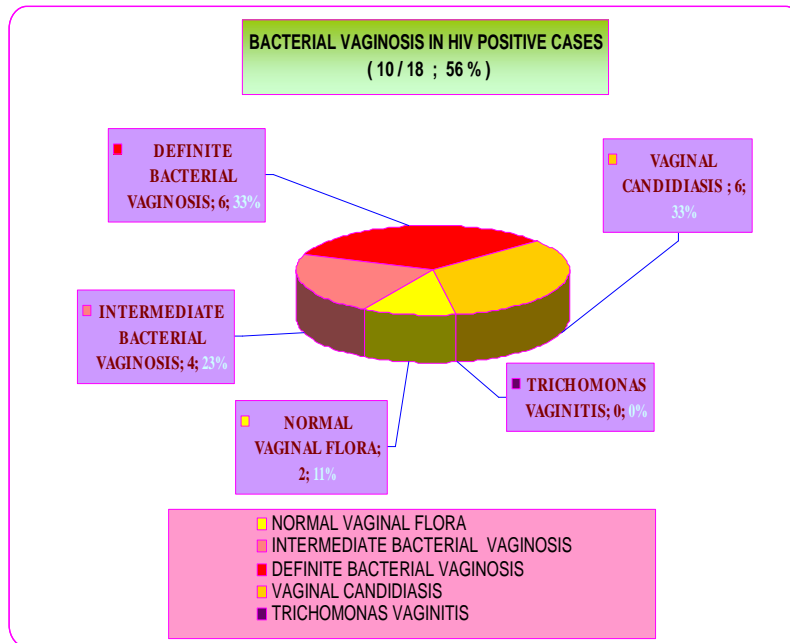 BACTERIAL VAGINOSIS IN HIV POSITIVE CASES
( 10 / 18 ; 56 % )
DEFINITE
BACTERIAL
VAGINOSIS; 6; 33%
VAGINAL
CANDIDIASIS ; 6;
33%
INTERMEDIATE
BACTERIAL
VAGINOSIS; 4; 23%
TRICHOMONAS
VAGINITIS; 0; 0%
NORMAL
VAGINAL FLORA;
2; 11%
NORMAL VAGINAL FLORA
INTERMEDIATE BACTERIAL VAGINOSIS
DEFINITE BACTERIAL VAGINOSIS
VAGINAL CANDIDIASIS
TRICHOMONAS VAGINITIS